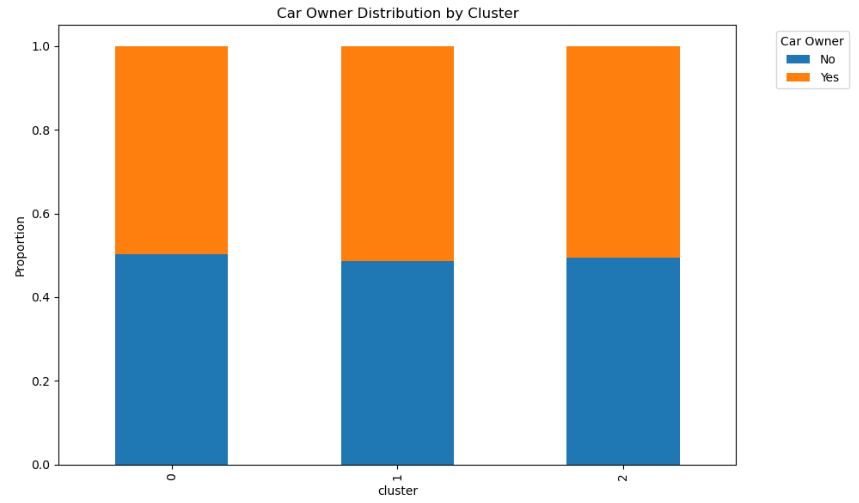 Car Owner Distribution by Cluster
Car Owner
No
Yes
1.0
0.8
0.6
0.4
0.2
0.0
Proportion
0
1
2
cluster